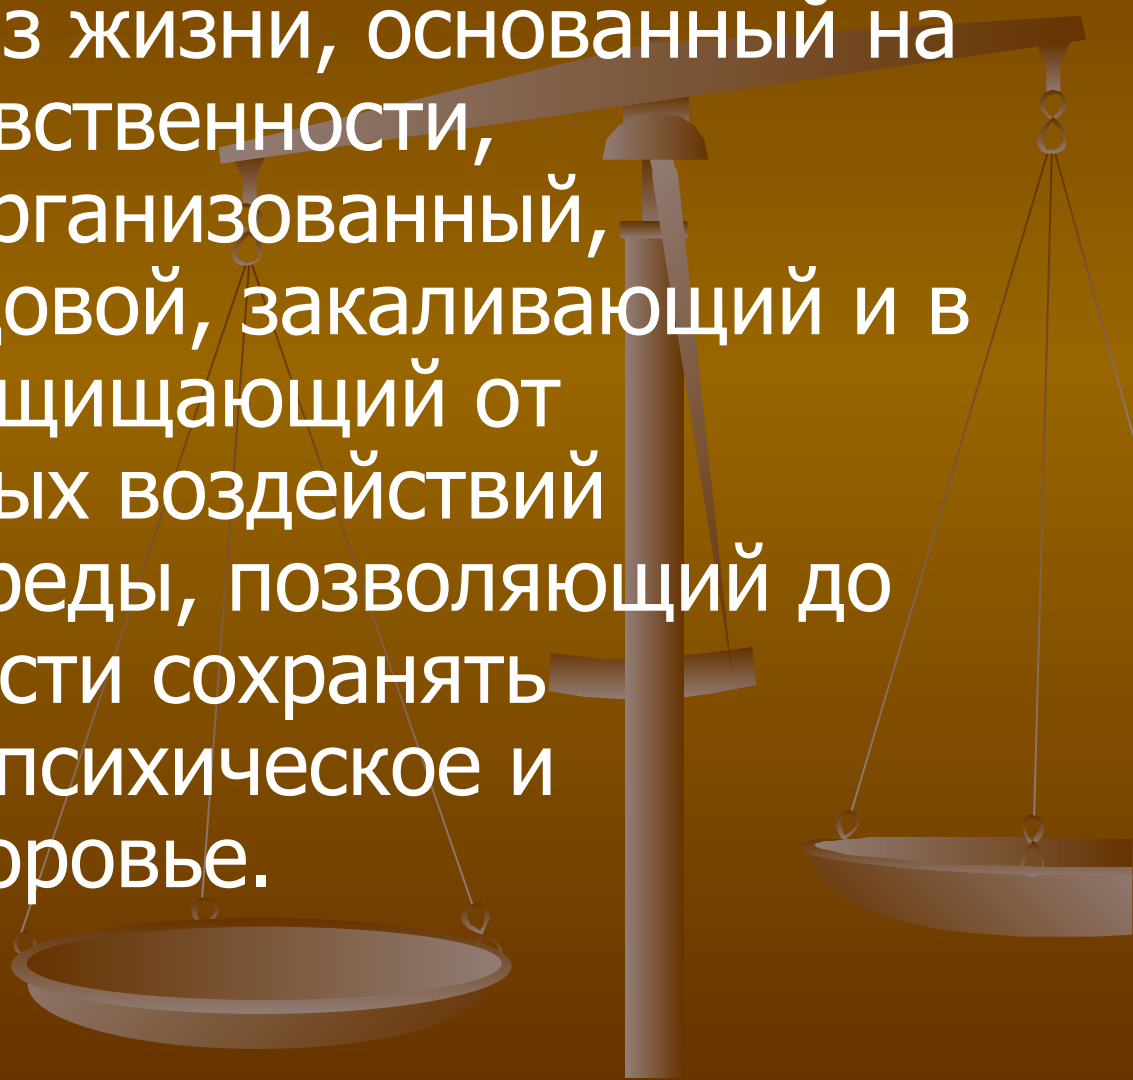 з жизни, основанный на
вственности,
рганизованный,
довой, закаливающий и в
щищающий от
ых воздействий
реды, позволяющий до
сти сохранять
психическое и
оровье.